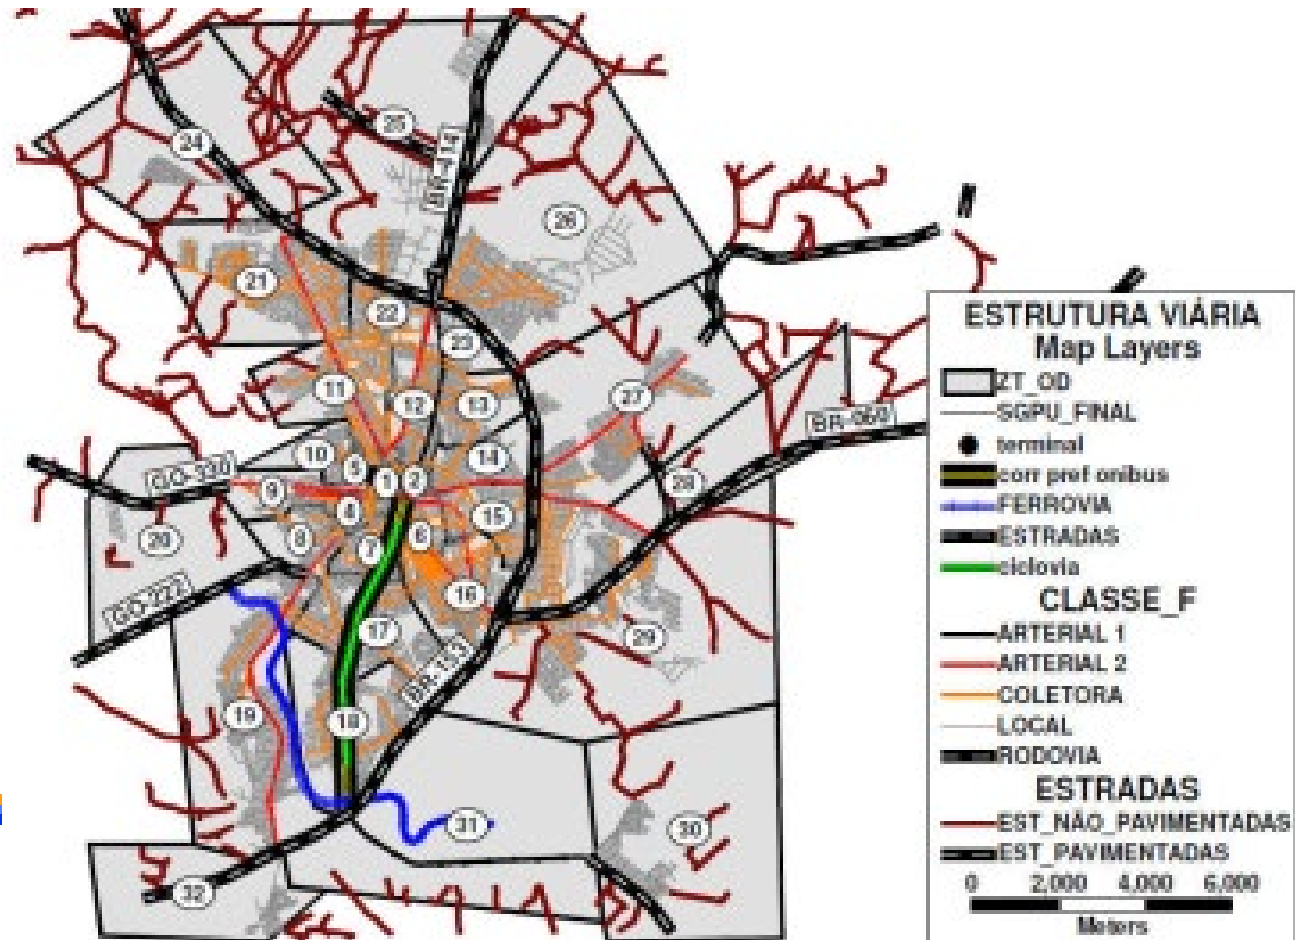 24
25
BR-414
26
21
22
23
11
12
13
27
BR-060
10
5
14
GO-330
9
1
2
28
4
15
20
8
7
6
GO-222
16
17
29
BR-153
19
18
31
30
32
ESTRUTURA VIÁRIA
Map Layers
ZT_OD
SGPU_FINAL
terminal
corr pref onibus
FERROVIA
ESTRADAS
ciclovia
CLASSE_F
ARTERIAL 1
ARTERIAL 2
COLETORA
LOCAL
RODOVIA
ESTRADAS
EST_NÃO_PAVIMENTADAS
EST_PAVIMENTADAS
0 2,000 4,000 6,000
Meters